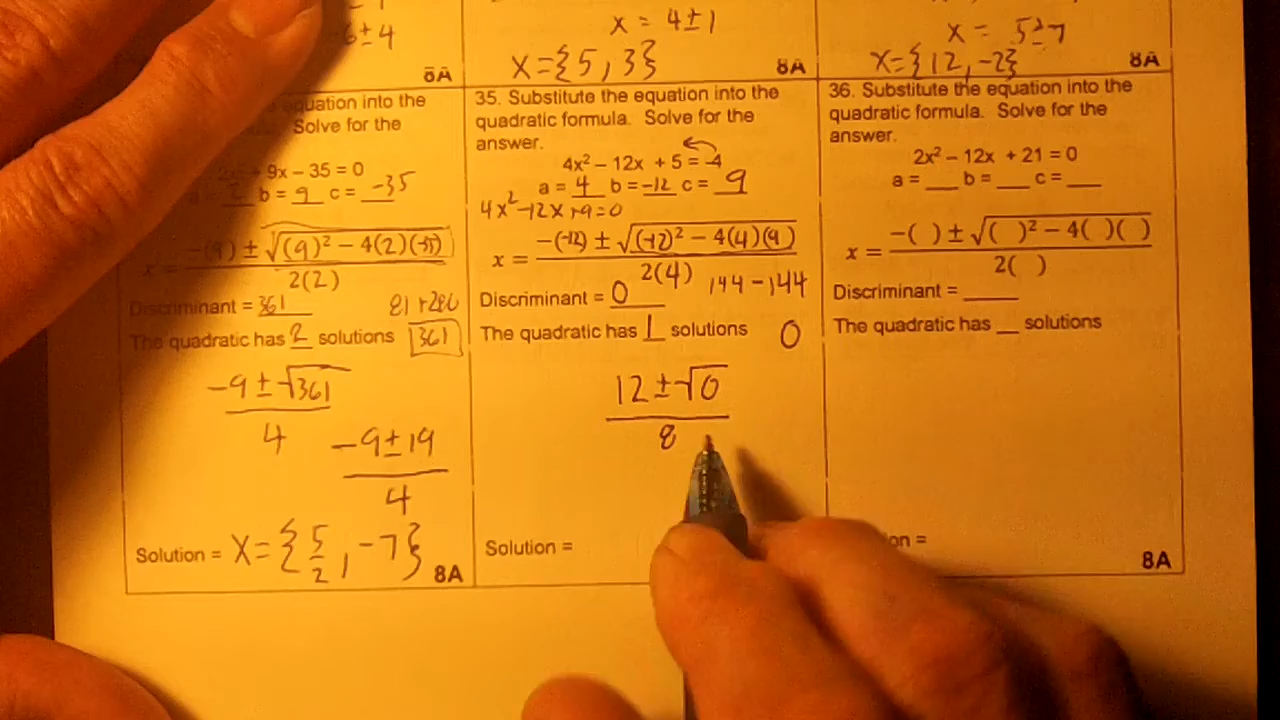 6 ± 4
8A
x = 4 ± 1
X = {5, 3}
8A
x = 5 ± 7
X = {12, -2}
8A
equation into the
Solve for the
9x – 35 = 0
b = 9 c = -35
-(9) ± √(9)² – 4(2)(-35)
x =
2(2)
Discriminant = 361
81 + 280
The quadratic has 2 solutions
361
-9 ± √361
4
-9 ± 19
4
Solution = X = {5/2, -7}
8A
35. Substitute the equation into the
quadratic formula. Solve for the
answer.
4x² – 12x + 5 = -4
a = 4 b = -12 c = 9
4x² - 12x + 9 = 0
-(-12) ± √(-12)² – 4(4)(9)
x =
2(4)
144 - 144
Discriminant = 0
The quadratic has 1 solutions
0
12 ± √0
8
Solution =
36. Substitute the equation into the
quadratic formula. Solve for the
answer.
2x² – 12x + 21 = 0
a = ___ b = ___ c = ___
-( ) ± √( )² – 4( )( )
x =
2( )
Discriminant = _____
The quadratic has __ solutions
on =
8A